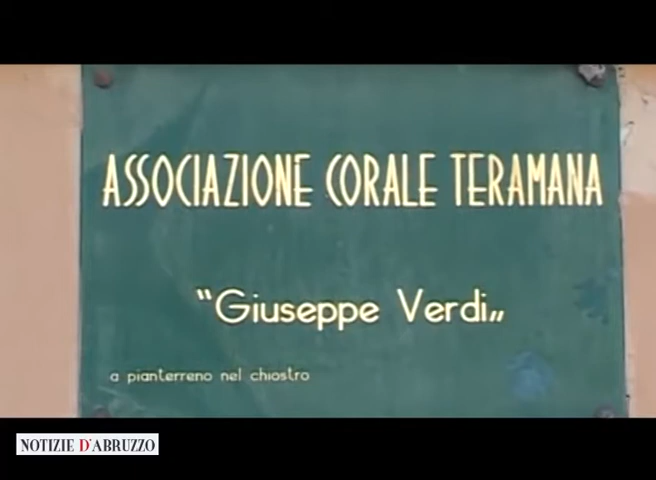 ASSOCIAZIONE CORALE TERAMANA
“Giuseppe Verdi„
a pianterreno nel chiostro
NOTIZIE D'ABRUZZO